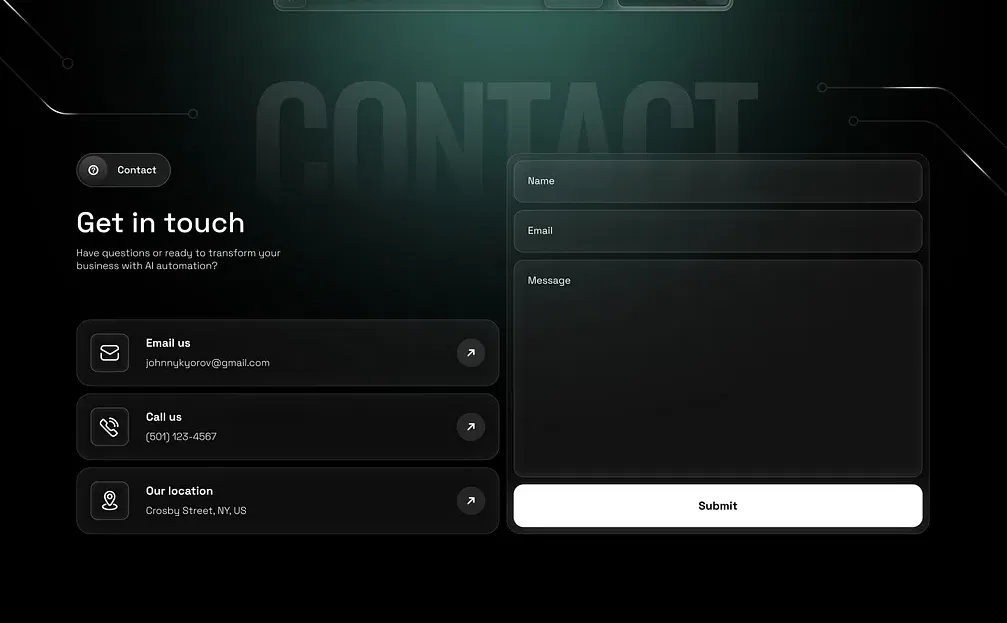 CONTACT
Contact
Get in touch
Have questions or ready to transform your
business with AI automation?
Email us
johnnykyorov@gmail.com
Call us
(501) 123-4567
Our location
Crosby Street, NY, US
Name
Email
Message
Submit